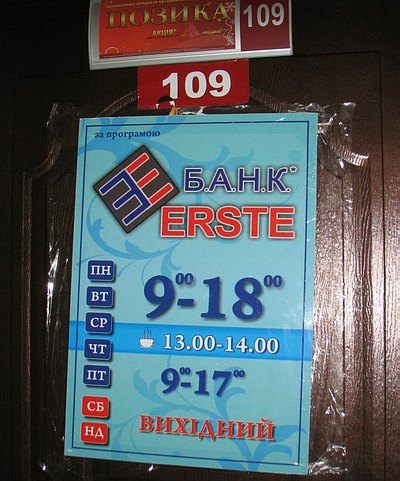 ПОЗИКА
"АКЦІЯ"
109
109
за програмою
Б.А.Н.К.®
ERSTE
ПН
ВТ
СР
ЧТ
ПТ
СБ
НД
9⁰⁰-18⁰⁰
13.00-14.00
9⁰⁰-17⁰⁰
ВИХІДНИЙ